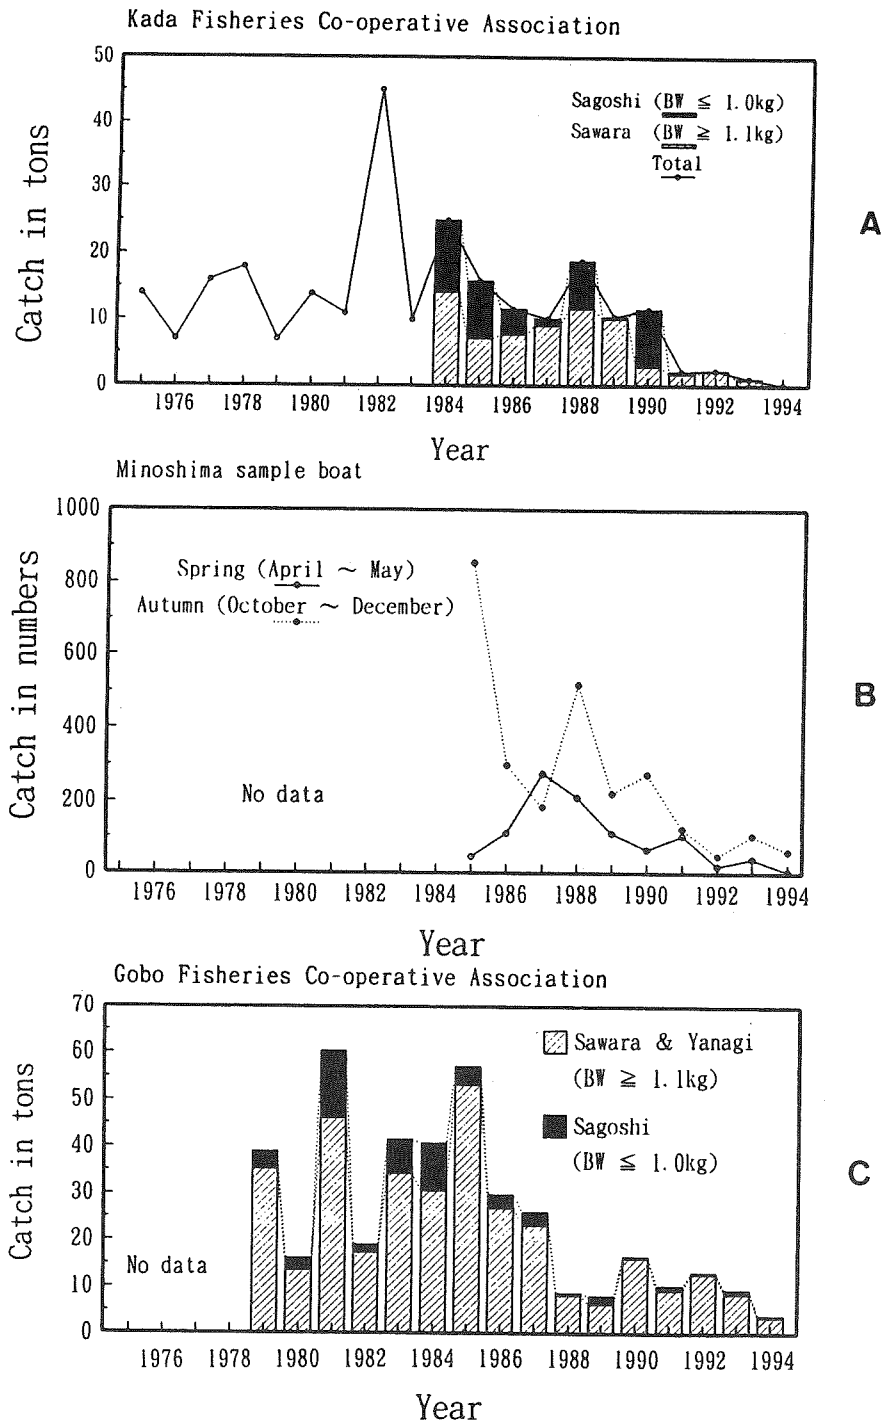 Kada Fisheries Co-operative Association
50
40
30
20
10
0
Catch in tons
Sagoshi (BW ≦ 1.0kg)
Sawara (BW ≧ 1.1kg)
Total
A
1976 1978 1980 1982 1984 1986 1988 1990 1992 1994
Year
Minoshima sample boat
1000
800
600
400
200
0
Catch in numbers
Spring (April ~ May)
Autumn (October ~ December)
No data
B
1976 1978 1980 1982 1984 1986 1988 1990 1992 1994
Year
Gobo Fisheries Co-operative Association
70
60
50
40
30
20
10
0
Catch in tons
Sawara & Yanagi
(BW ≧ 1.1kg)
Sagoshi
(BW ≦ 1.0kg)
No data
C
1976 1978 1980 1982 1984 1986 1988 1990 1992 1994
Year